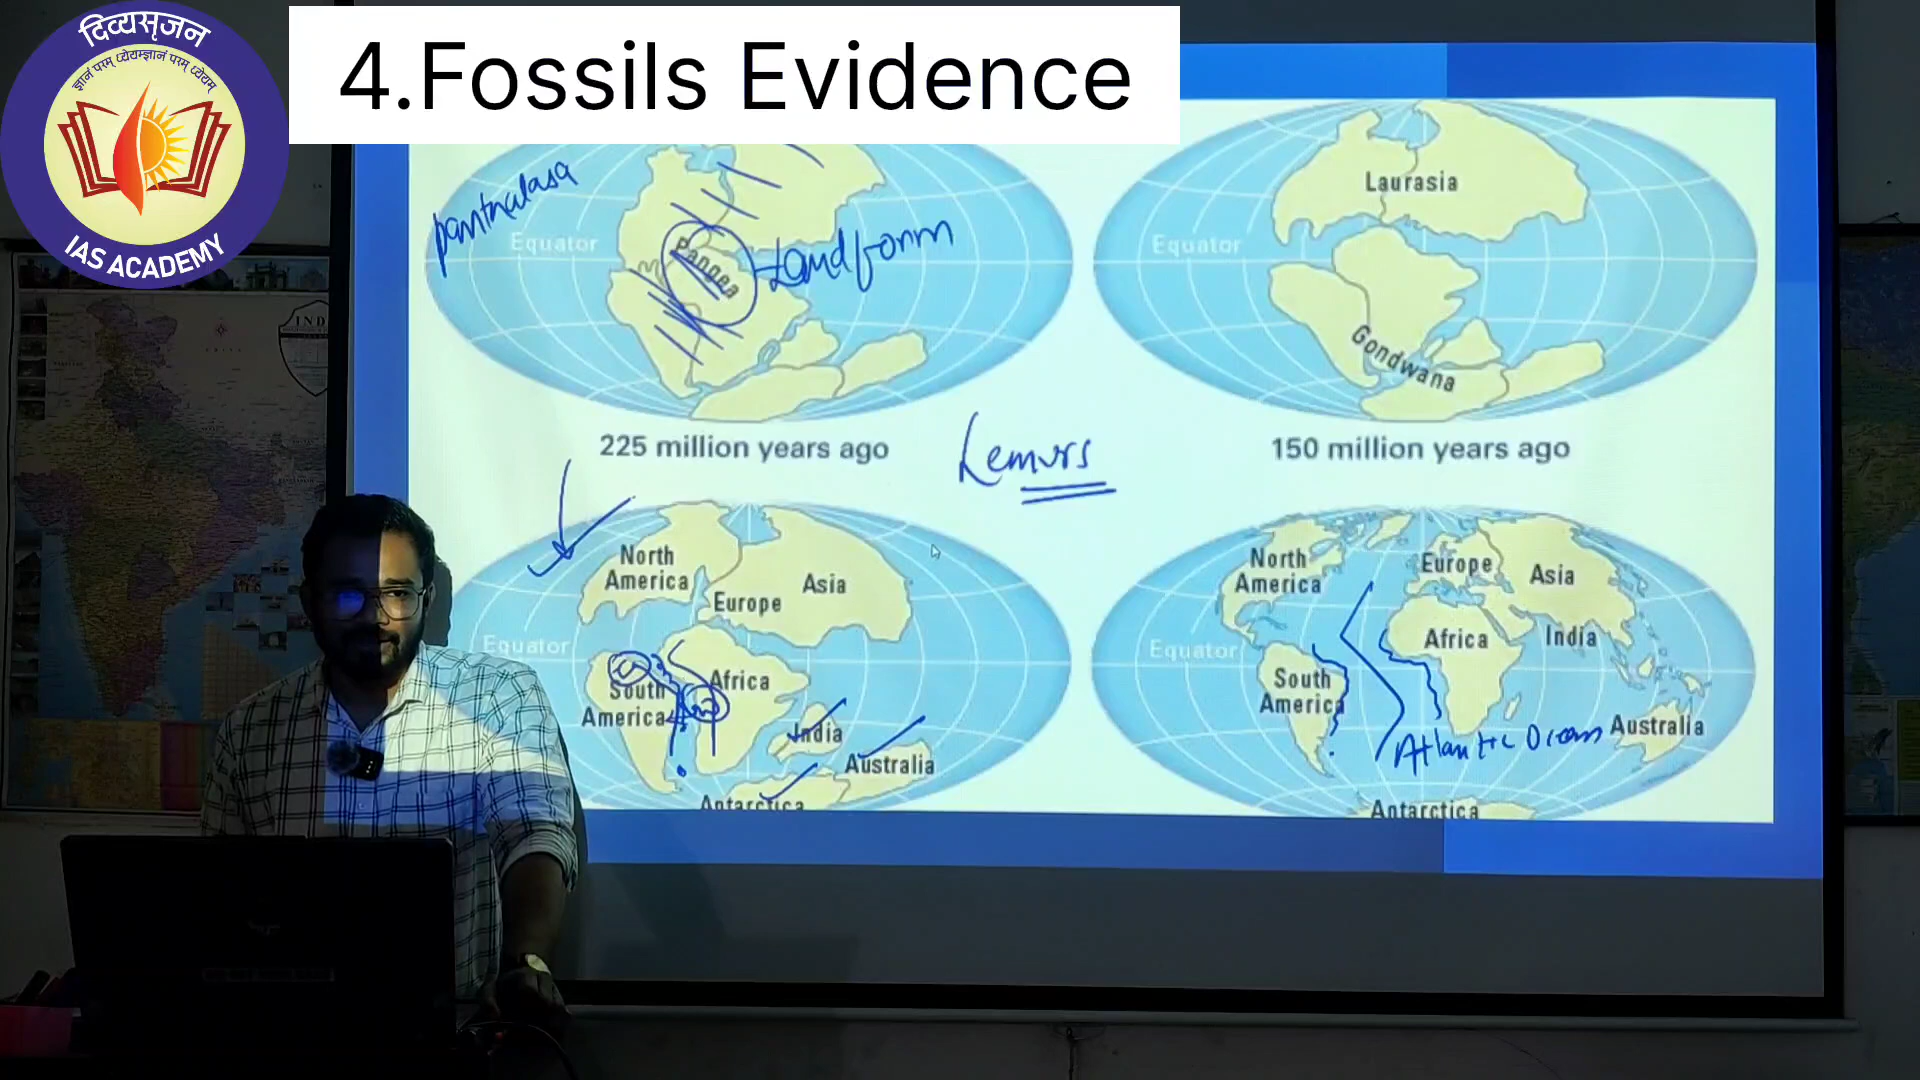 दिव्यसृजन
ज्ञानं परम् ध्येयम्ज्ञानं परम् ध्येयम्
IAS ACADEMY
4.Fossils Evidence
Equator
Pangea
Landform
225 million years ago
Laurasia
Equator
Gondwana
150 million years ago
Lemurs
North
America
Europe
Asia
Equator
South
America
Africa
India
Australia
Antarctica
North
America
Europe
Asia
Equator
Africa
India
South
America
Australia
Atlantic Ocean
Antarctica
IND